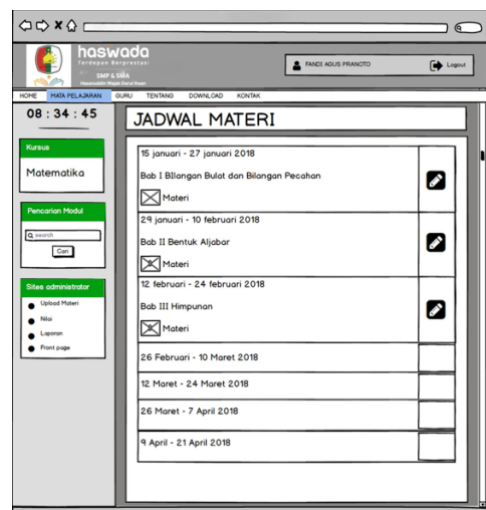 haswada
Terdepan Berprestasi
SMP & SMA
FANDI AGUS PRANOTO
Logout
HOME MATA PELAJARAN GURU TENTANG DOWNLOAD KONTAK
08 : 34 : 45
Kursus
Matematika
Pencarian Modul
search
Cari
Sitee administrator
Upload Materi
Nilai
Laporan
Front page
JADWAL MATERI
15 januari - 27 januari 2018
Bab I BIlangan Bulat dan Bilangan Pecahan
Materi
29 januari - 10 februari 2018
Bab II Bentuk Aljabar
Materi
12 februari - 24 februari 2018
Bab III Himpunan
Materi
26 Februari - 10 Maret 2018
12 Maret - 24 Maret 2018
26 Maret - 7 April 2018
9 April - 21 April 2018